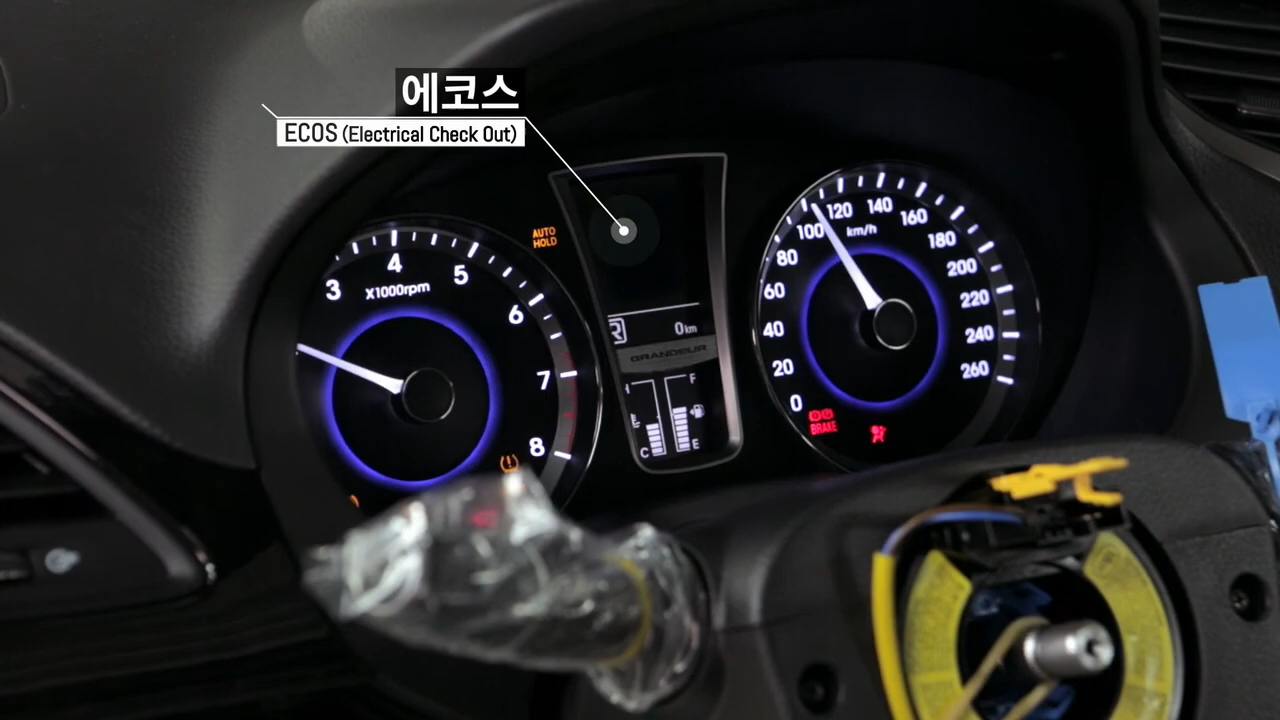 에코스
ECOS (Electrical Check Out)
AUTO
HOLD
3 4 5 6 7 8
X1000rpm
R 0km
GRANDEUR
F
E
C E
0 20 40 60 80 100 120 140 160 180 200 220 240 260
km/h
BRAKE